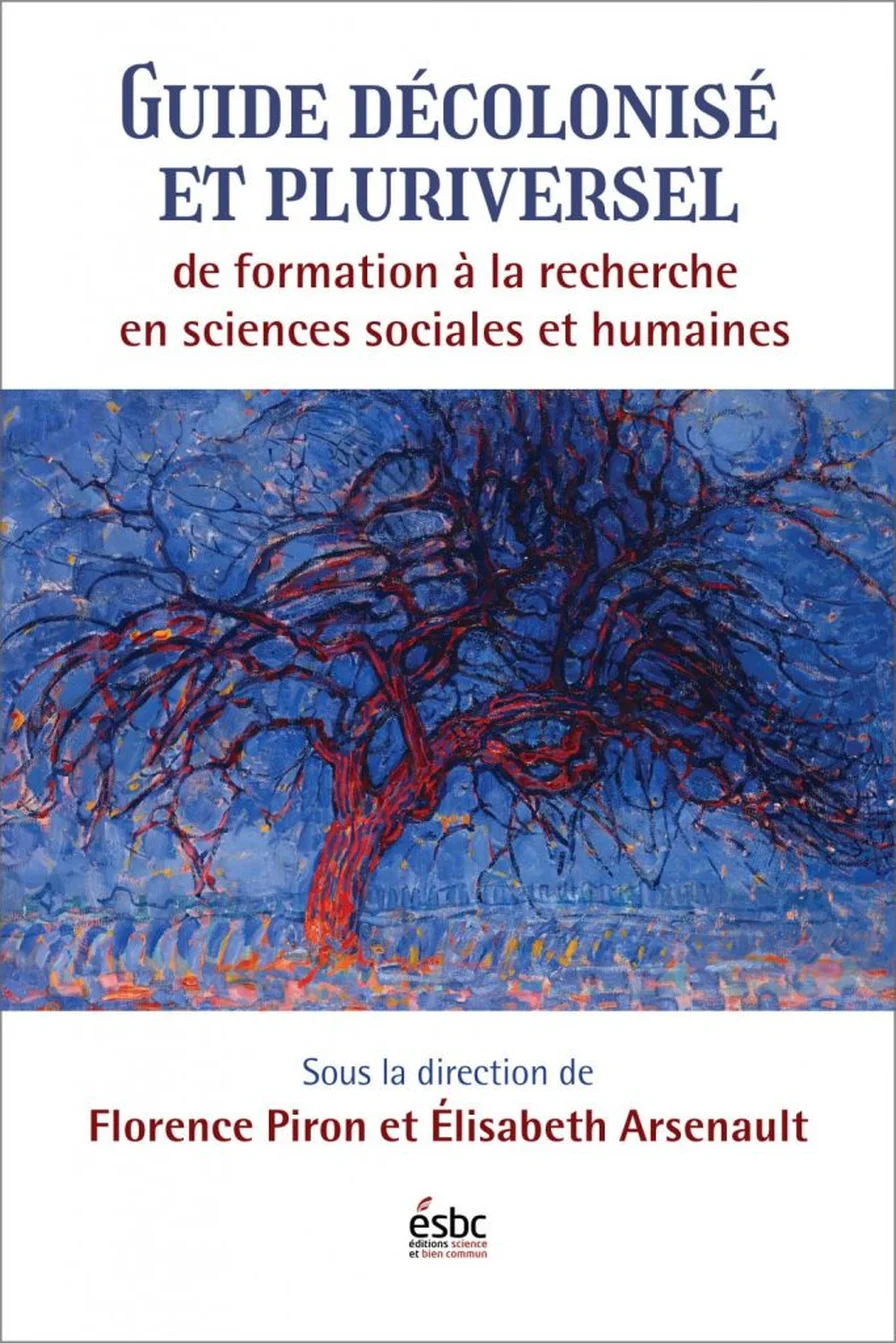 GUIDE DÉCOLONISÉ
ET PLURIVERSEL
de formation à la recherche
en sciences sociales et humaines
Sous la direction de
Florence Piron et Élisabeth Arsenault
ésbc
éditions science
et bien commun